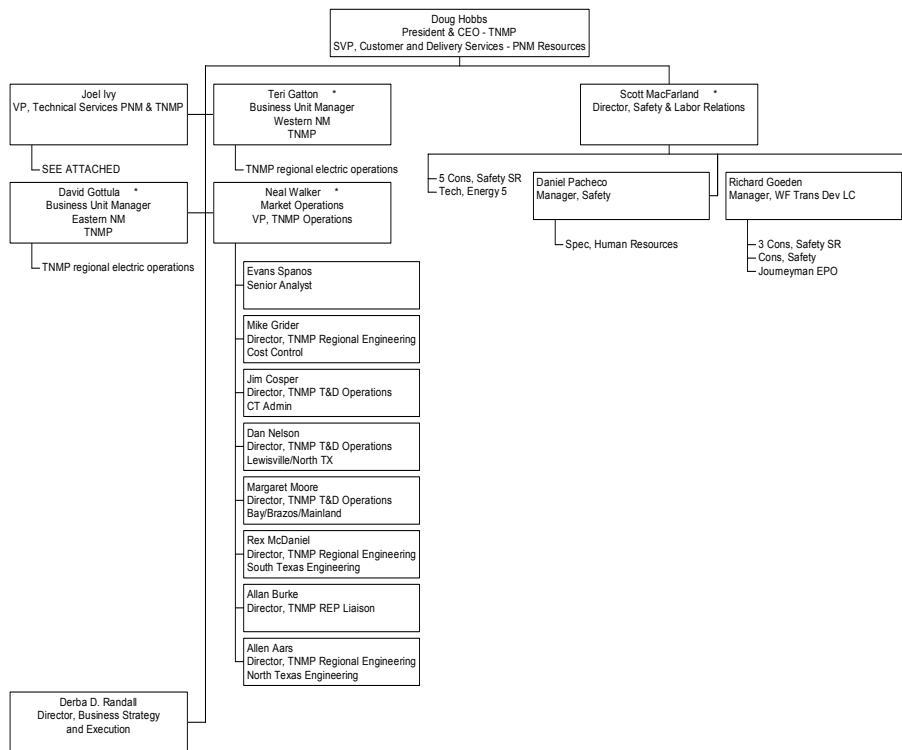 Doug Hobbs
President & CEO - TNMP
SVP, Customer and Delivery Services - PNM Resources
Joel Ivy
VP, Technical Services PNM & TNMP
SEE ATTACHED
Teri Gatton *
Business Unit Manager
Western NM
TNMP
TNMP regional electric operations
Scott MacFarland *
Director, Safety & Labor Relations
5 Cons, Safety SR
Tech, Energy 5
Daniel Pacheco
Manager, Safety
Spec, Human Resources
Richard Goeden
Manager, WF Trans Dev LC
3 Cons, Safety SR
Cons, Safety
Journeyman EPO
David Gottula *
Business Unit Manager
Eastern NM
TNMP
TNMP regional electric operations
Neal Walker *
Market Operations
VP, TNMP Operations
Evans Spanos
Senior Analyst
Mike Grider
Director, TNMP Regional Engineering
Cost Control
Jim Cosper
Director, TNMP T&D Operations
CT Admin
Dan Nelson
Director, TNMP T&D Operations
Lewisville/North TX
Margaret Moore
Director, TNMP T&D Operations
Bay/Brazos/Mainland
Rex McDaniel
Director, TNMP Regional Engineering
South Texas Engineering
Allan Burke
Director, TNMP REP Liaison
Allen Aars
Director, TNMP Regional Engineering
North Texas Engineering
Derba D. Randall
Director, Business Strategy
and Execution